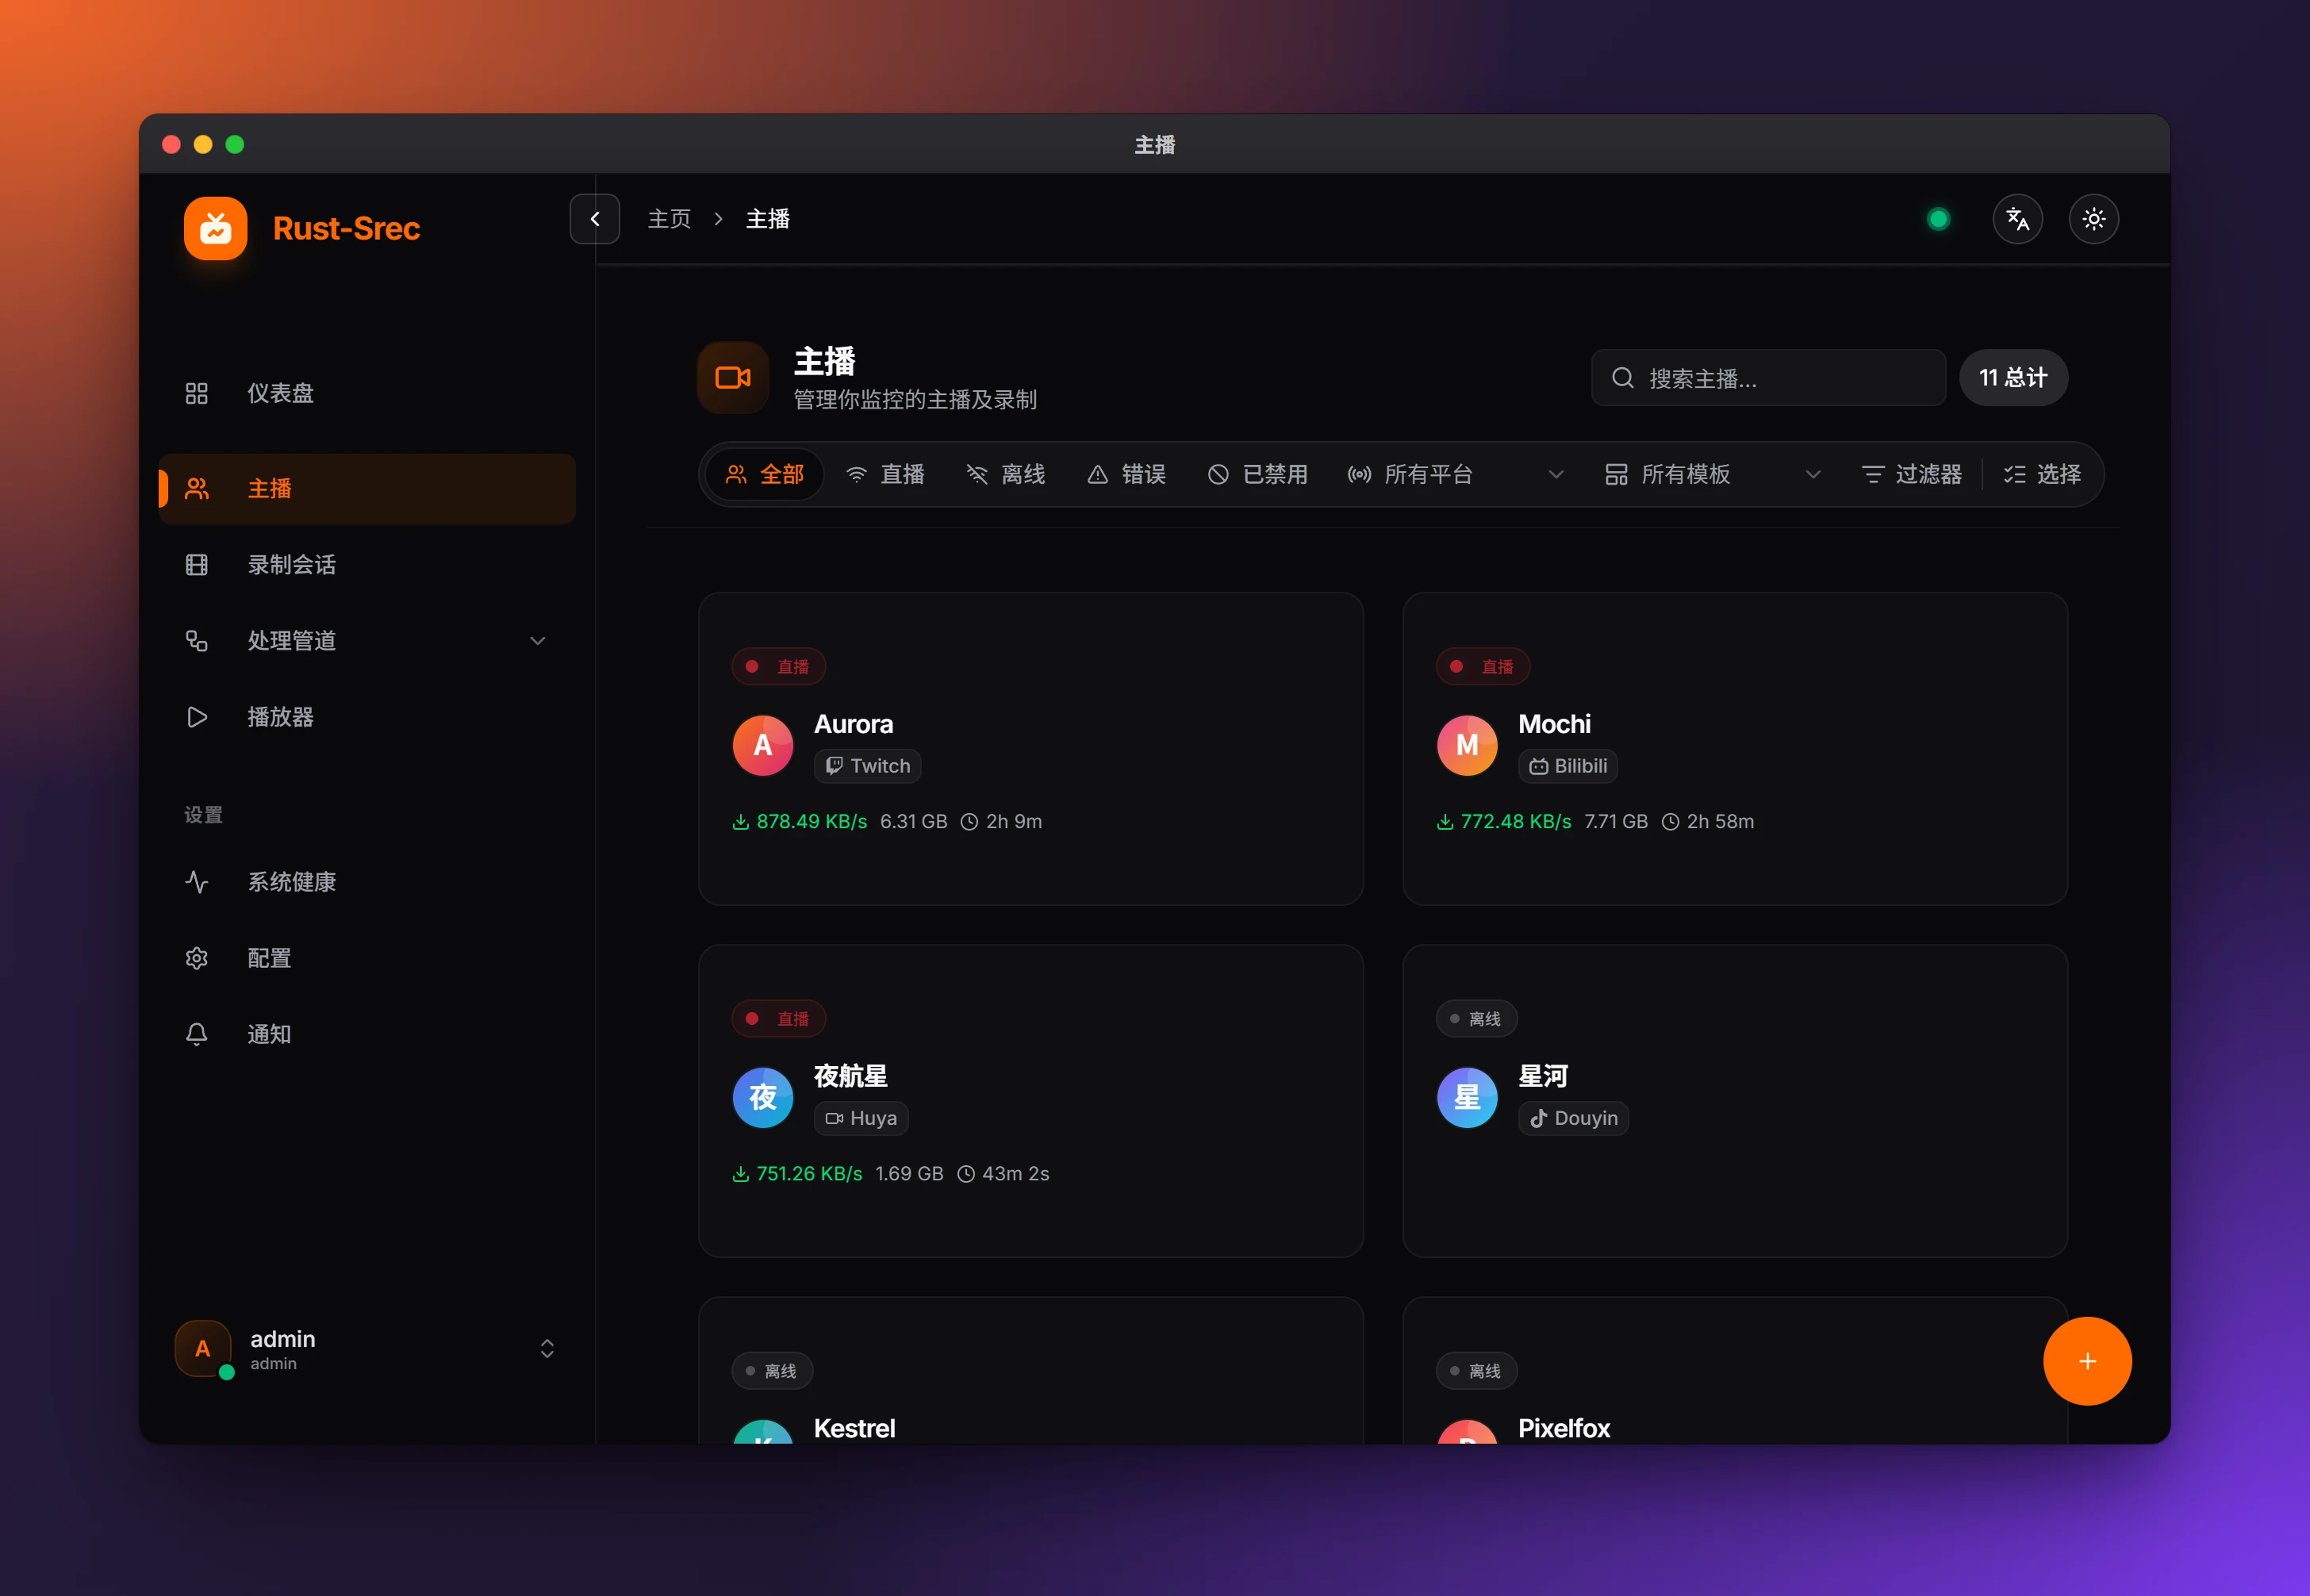 主播
Rust-Srec
主页
主播
仪表盘
主播
录制会话
处理管道
播放器
设置
系统健康
配置
通知
A
admin
admin
主播
管理你监控的主播及录制
搜索主播...
11 总计
全部
直播
离线
错误
已禁用
所有平台
所有模板
过滤器
选择
直播
A
Aurora
Twitch
878.49 KB/s 6.31 GB 2h 9m
直播
M
Mochi
Bilibili
772.48 KB/s 7.71 GB 2h 58m
直播
夜
夜航星
Huya
751.26 KB/s 1.69 GB 43m 2s
离线
星
星河
Douyin
离线
K
Kestrel
离线
P
Pixelfox